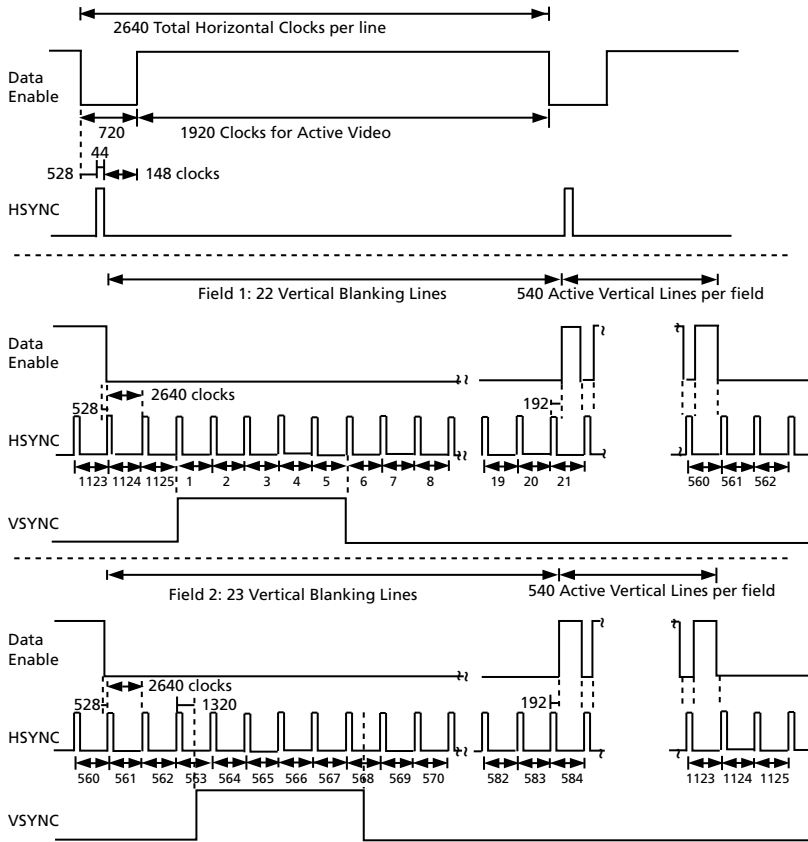 2640 Total Horizontal Clocks per line
Data
Enable
720
1920 Clocks for Active Video
44
528
148 clocks
HSYNC
Field 1: 22 Vertical Blanking Lines
540 Active Vertical Lines per field
Data
Enable
2640 clocks
528
192
HSYNC
1123 1124 1125 1 2 3 4 5 6 7 8 19 20 21 560 561 562
VSYNC
Field 2: 23 Vertical Blanking Lines
540 Active Vertical Lines per field
Data
Enable
2640 clocks
528
1320
192
HSYNC
560 561 562 563 564 565 566 567 568 569 570 582 583 584 1123 1124 1125
VSYNC